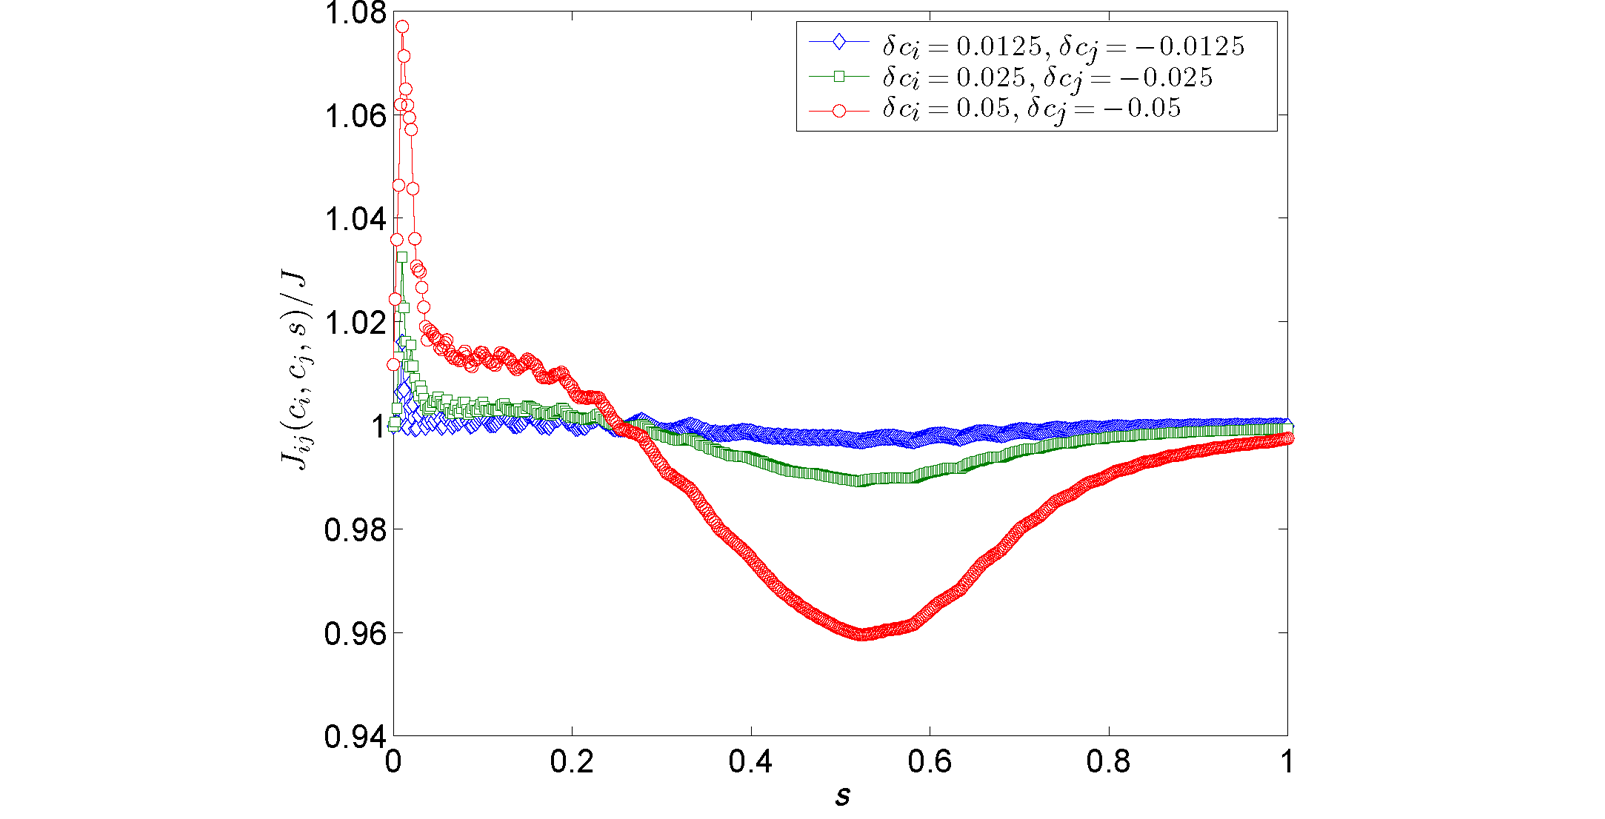 1.08
1.06
1.04
1.02
1
0.98
0.96
0.94
0 0.2 0.4 0.6 0.8 1
s
J_{ij}(c_i, c_j, s)/J
δc_i = 0.0125, δc_j = −0.0125
δc_i = 0.025, δc_j = −0.025
δc_i = 0.05, δc_j = −0.05